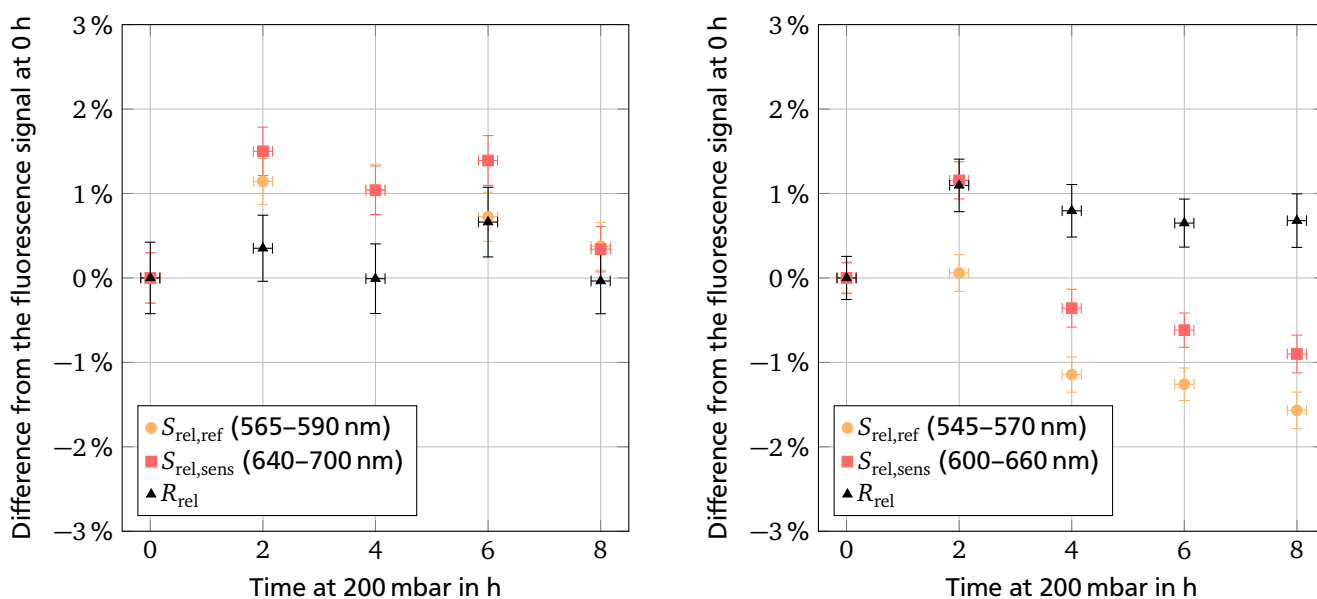 Difference from the fluorescence signal at 0 h
3 %
2 %
1 %
0 %
−1 %
−2 %
−3 %
S_rel,ref (565–590 nm)
S_rel,sens (640–700 nm)
R_rel
0 2 4 6 8
Time at 200 mbar in h
Difference from the fluorescence signal at 0 h
3 %
2 %
1 %
0 %
−1 %
−2 %
−3 %
S_rel,ref (545–570 nm)
S_rel,sens (600–660 nm)
R_rel
0 2 4 6 8
Time at 200 mbar in h